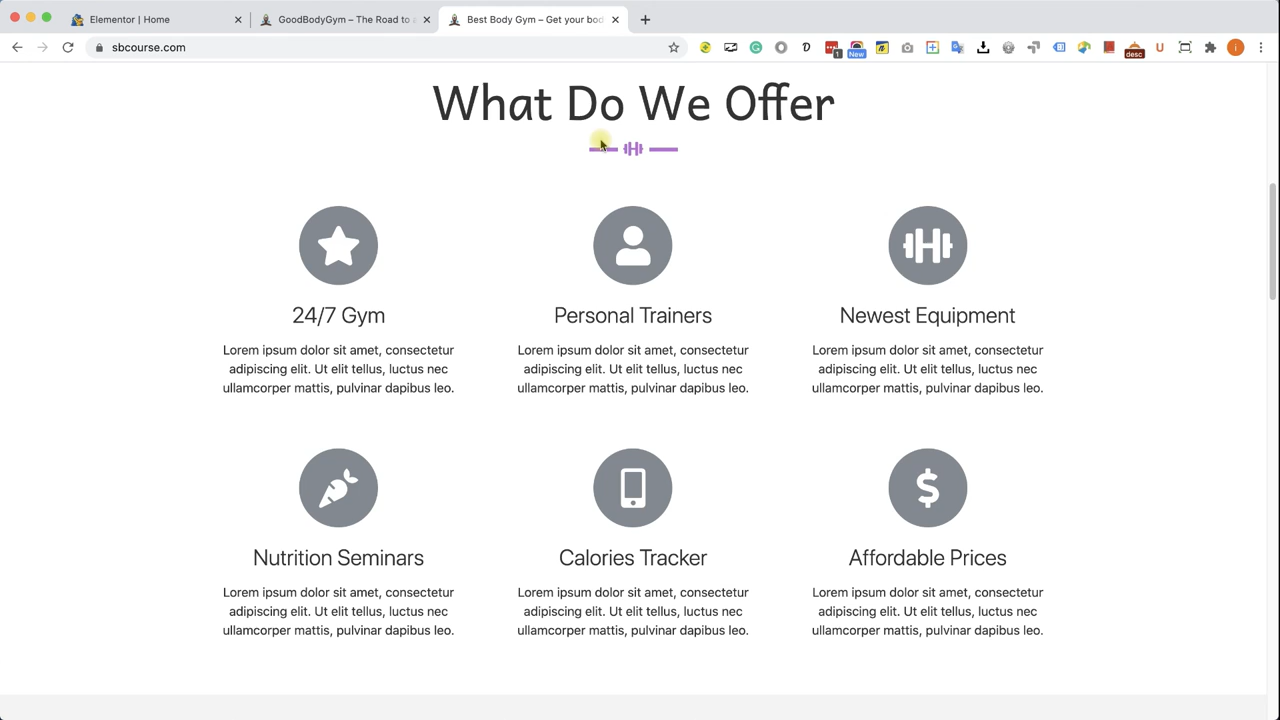 Elementor | Home
GoodBodyGym – The Road to a
Best Body Gym – Get your bod
sbcourse.com
1
New
desc
What Do We Offer
24/7 Gym
Personal Trainers
Newest Equipment
Lorem ipsum dolor sit amet, consectetur
adipiscing elit. Ut elit tellus, luctus nec
ullamcorper mattis, pulvinar dapibus leo.
Lorem ipsum dolor sit amet, consectetur
adipiscing elit. Ut elit tellus, luctus nec
ullamcorper mattis, pulvinar dapibus leo.
Lorem ipsum dolor sit amet, consectetur
adipiscing elit. Ut elit tellus, luctus nec
ullamcorper mattis, pulvinar dapibus leo.
Nutrition Seminars
Calories Tracker
Affordable Prices
Lorem ipsum dolor sit amet, consectetur
adipiscing elit. Ut elit tellus, luctus nec
ullamcorper mattis, pulvinar dapibus leo.
Lorem ipsum dolor sit amet, consectetur
adipiscing elit. Ut elit tellus, luctus nec
ullamcorper mattis, pulvinar dapibus leo.
Lorem ipsum dolor sit amet, consectetur
adipiscing elit. Ut elit tellus, luctus nec
ullamcorper mattis, pulvinar dapibus leo.